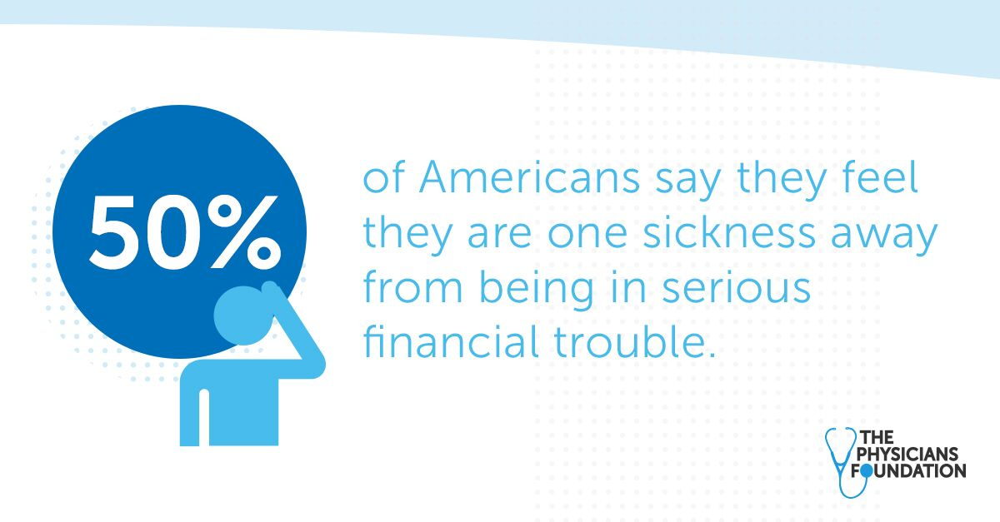 50%
of Americans say they feel
they are one sickness away
from being in serious
financial trouble.
THE
PHYSICIANS
FOUNDATION